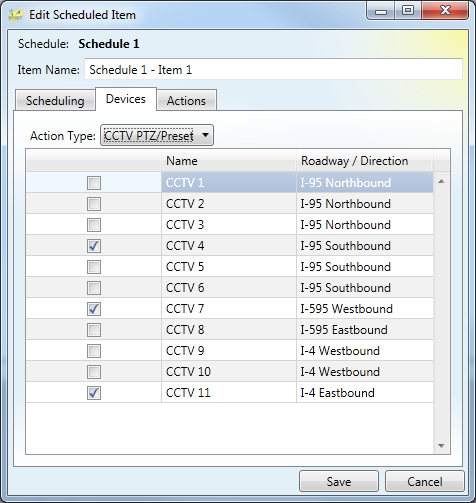 Edit Scheduled Item
Schedule: Schedule 1
Item Name: Schedule 1 - Item 1
Scheduling Devices Actions
Action Type: CCTV PTZ/Preset
Name Roadway / Direction
CCTV 1 I-95 Northbound
CCTV 2 I-95 Northbound
CCTV 3 I-95 Northbound
CCTV 4 I-95 Southbound
CCTV 5 I-95 Southbound
CCTV 6 I-95 Southbound
CCTV 7 I-595 Westbound
CCTV 8 I-595 Eastbound
CCTV 9 I-4 Westbound
CCTV 10 I-4 Westbound
CCTV 11 I-4 Eastbound
Save Cancel